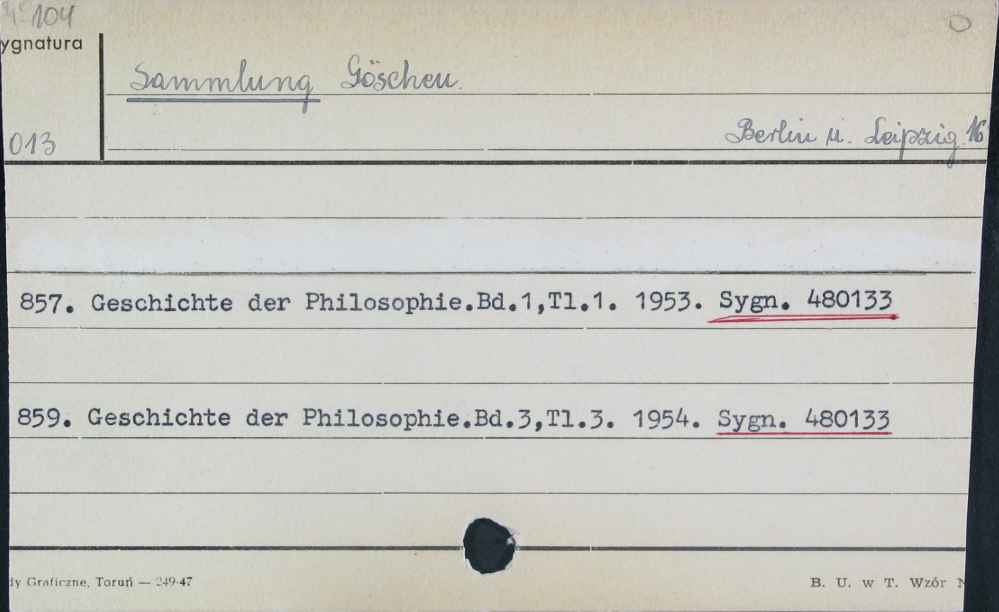 104
ygnatura
Sammlung Göschen.
013
Berlin u. Leipzig. 16
857. Geschichte der Philosophie.Bd.1,Tl.1. 1953. Sygn. 480133
859. Geschichte der Philosophie.Bd.3,Tl.3. 1954. Sygn. 480133
dy Graficzne, Toruń — 249-47
B. U. w T. Wzór N